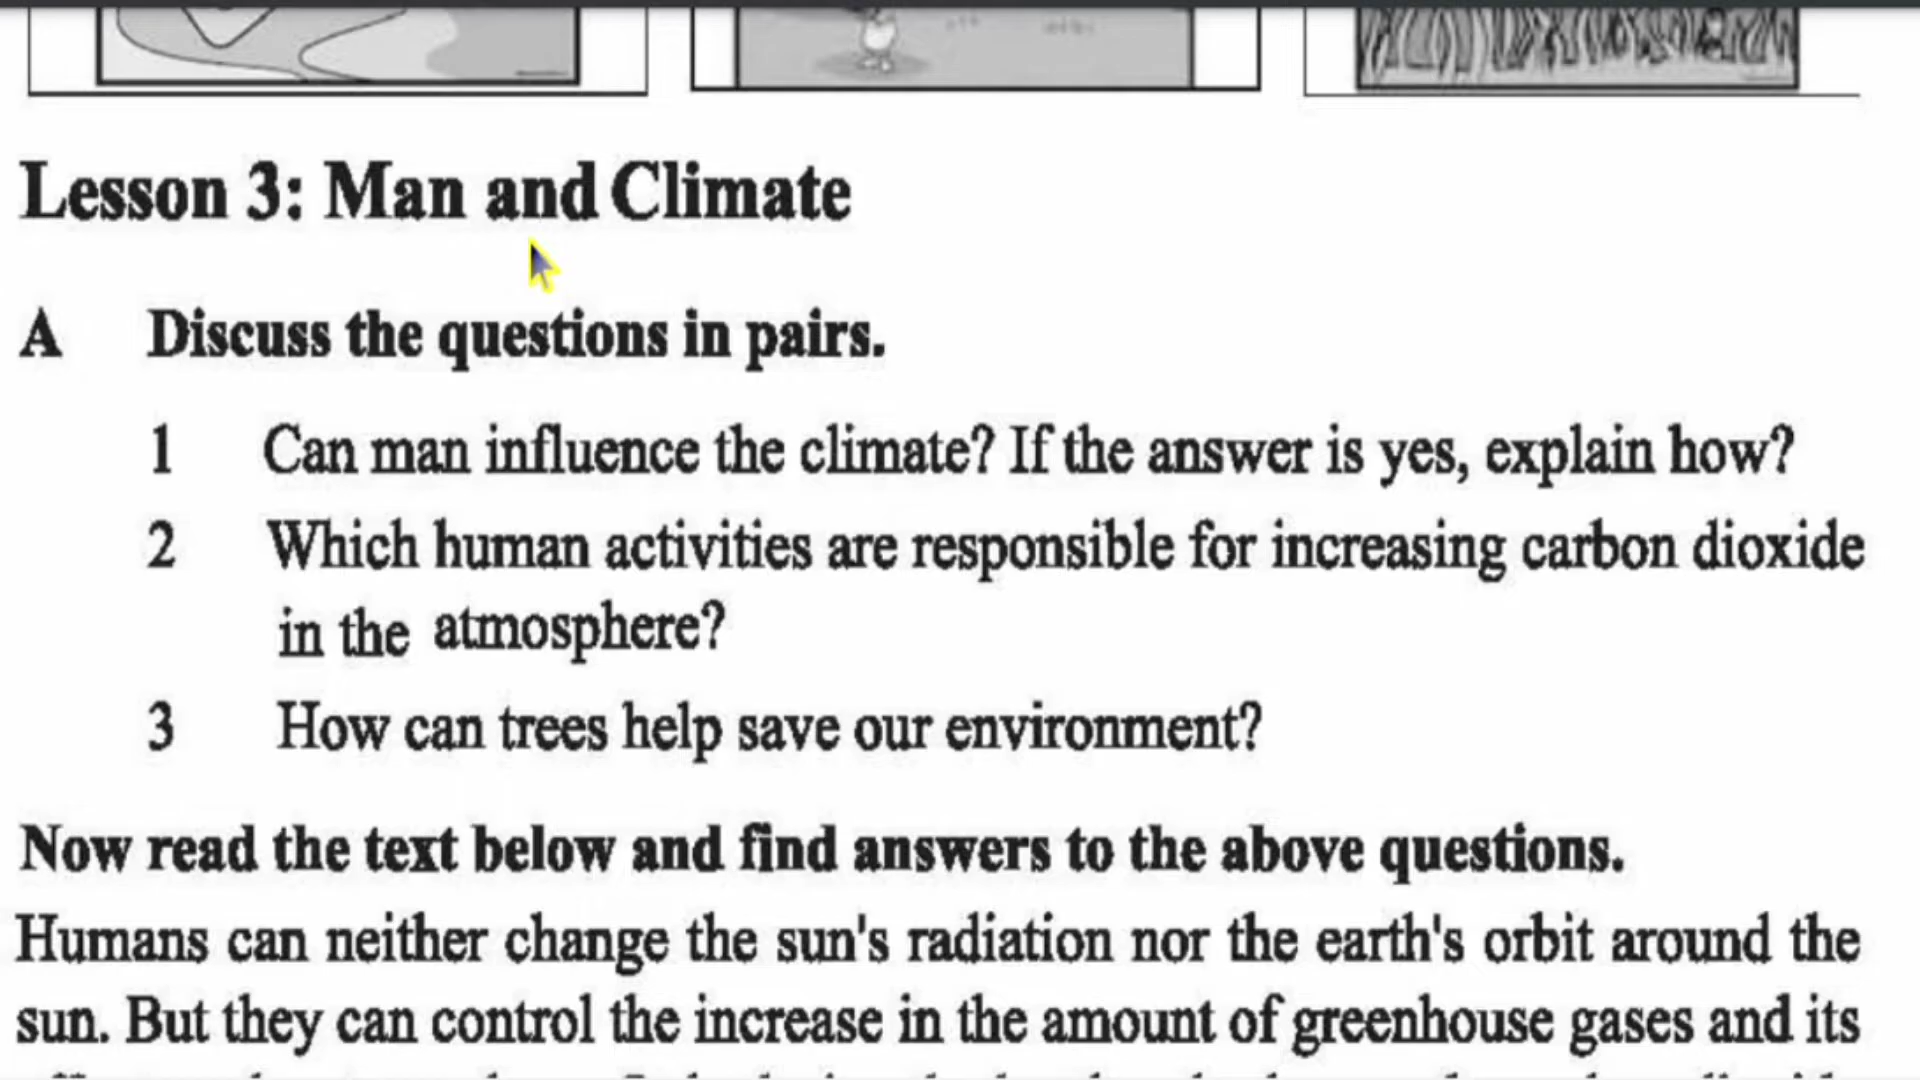 Lesson 3: Man and Climate
A Discuss the questions in pairs.
1 Can man influence the climate? If the answer is yes, explain how?
2 Which human activities are responsible for increasing carbon dioxide
in the atmosphere?
3 How can trees help save our environment?
Now read the text below and find answers to the above questions.
Humans can neither change the sun's radiation nor the earth's orbit around the
sun. But they can control the increase in the amount of greenhouse gases and its